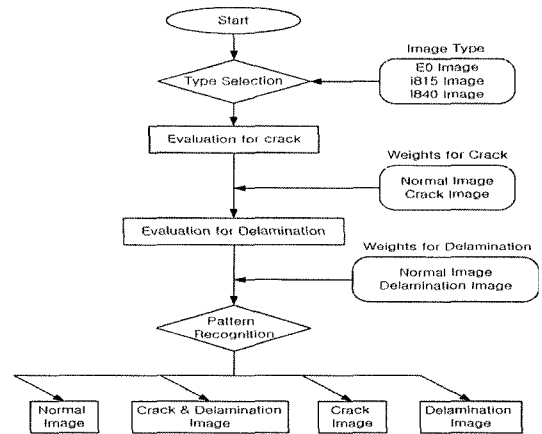 Start
Image Type
Type Selection
E0 Image
i815 Image
I840 Image
Evaluation for crack
Weights for Crack
Normal Image
Crack Image
Evaluation for Delamination
Weights for Delamination
Normal Image
Delamination Image
Pattern
Recognition
Normal
Image
Crack & Delamination
Image
Crack
Image
Delamination
Image